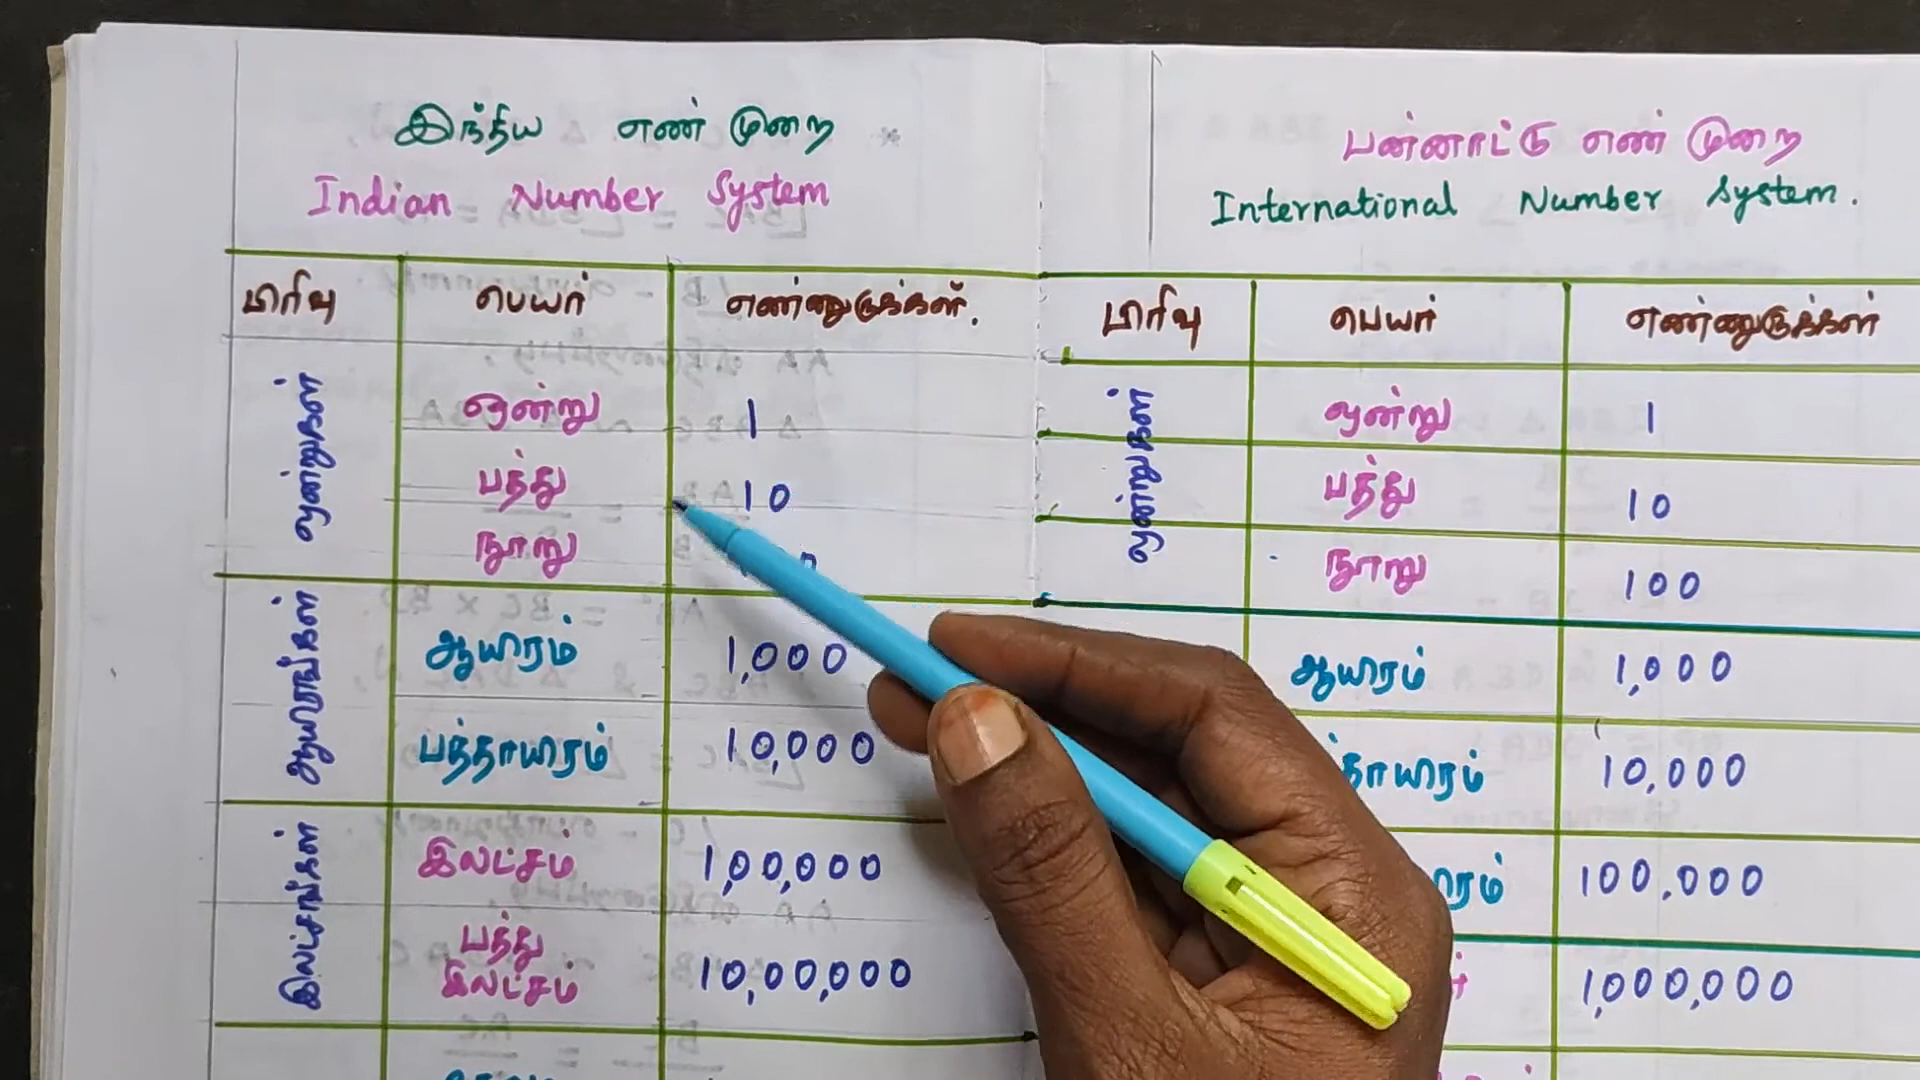 இந்திய எண் முறை
Indian Number System
பிரிவு பெயர் எண்ணுருக்கள்.
ஒன்றுகள்
ஒன்று 1
பத்து 10
நூறு
ஆயிரங்கள்
ஆயிரம் 1,000
பத்தாயிரம் 10,000
இலட்சங்கள்
இலட்சம் 1,00,000
பத்து
இலட்சம் 10,00,000
பன்னாட்டு எண் முறை
International Number System.
பிரிவு பெயர் எண்ணுருக்கள்
ஒன்றுகள்
ஒன்று 1
பத்து 10
நூறு 100
ஆயிரம் 1,000
10,000
100,000
1,000,000